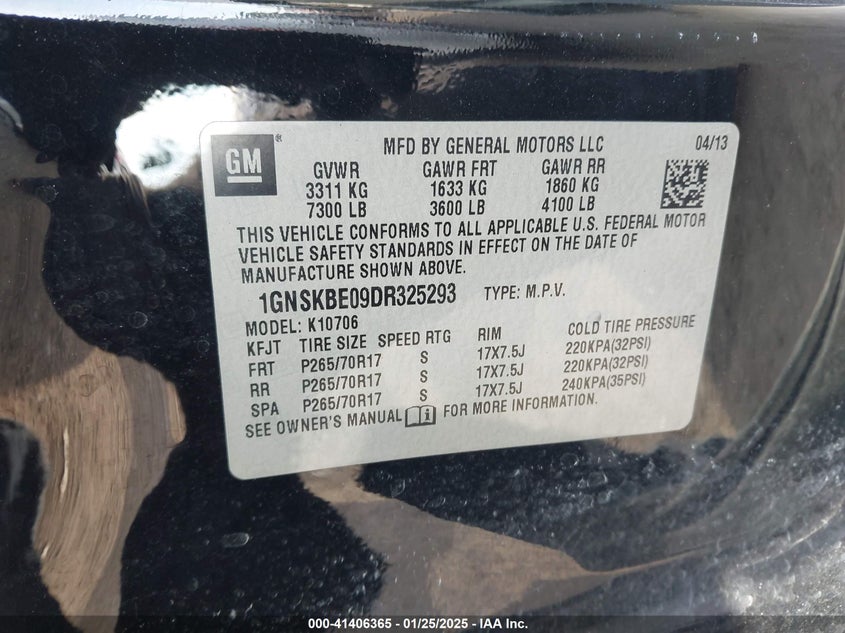 GM
®
MFD BY GENERAL MOTORS LLC 04/13
GVWR GAWR FRT GAWR RR
3311 KG 1633 KG 1860 KG
7300 LB 3600 LB 4100 LB
THIS VEHICLE CONFORMS TO ALL APPLICABLE U.S. FEDERAL MOTOR
VEHICLE SAFETY STANDARDS IN EFFECT ON THE DATE OF
MANUFACTURE SHOWN ABOVE.
1GNSKBE09DR325293 TYPE: M.P.V.
MODEL: K10706
KFJT TIRE SIZE SPEED RTG RIM COLD TIRE PRESSURE
FRT P265/70R17 S 17X7.5J 220KPA(32PSI)
RR P265/70R17 S 17X7.5J 220KPA(32PSI)
SPA P265/70R17 S 17X7.5J 240KPA(35PSI)
SEE OWNER'S MANUAL i FOR MORE INFORMATION.
000-41406365 - 01/25/2025 - IAA Inc.